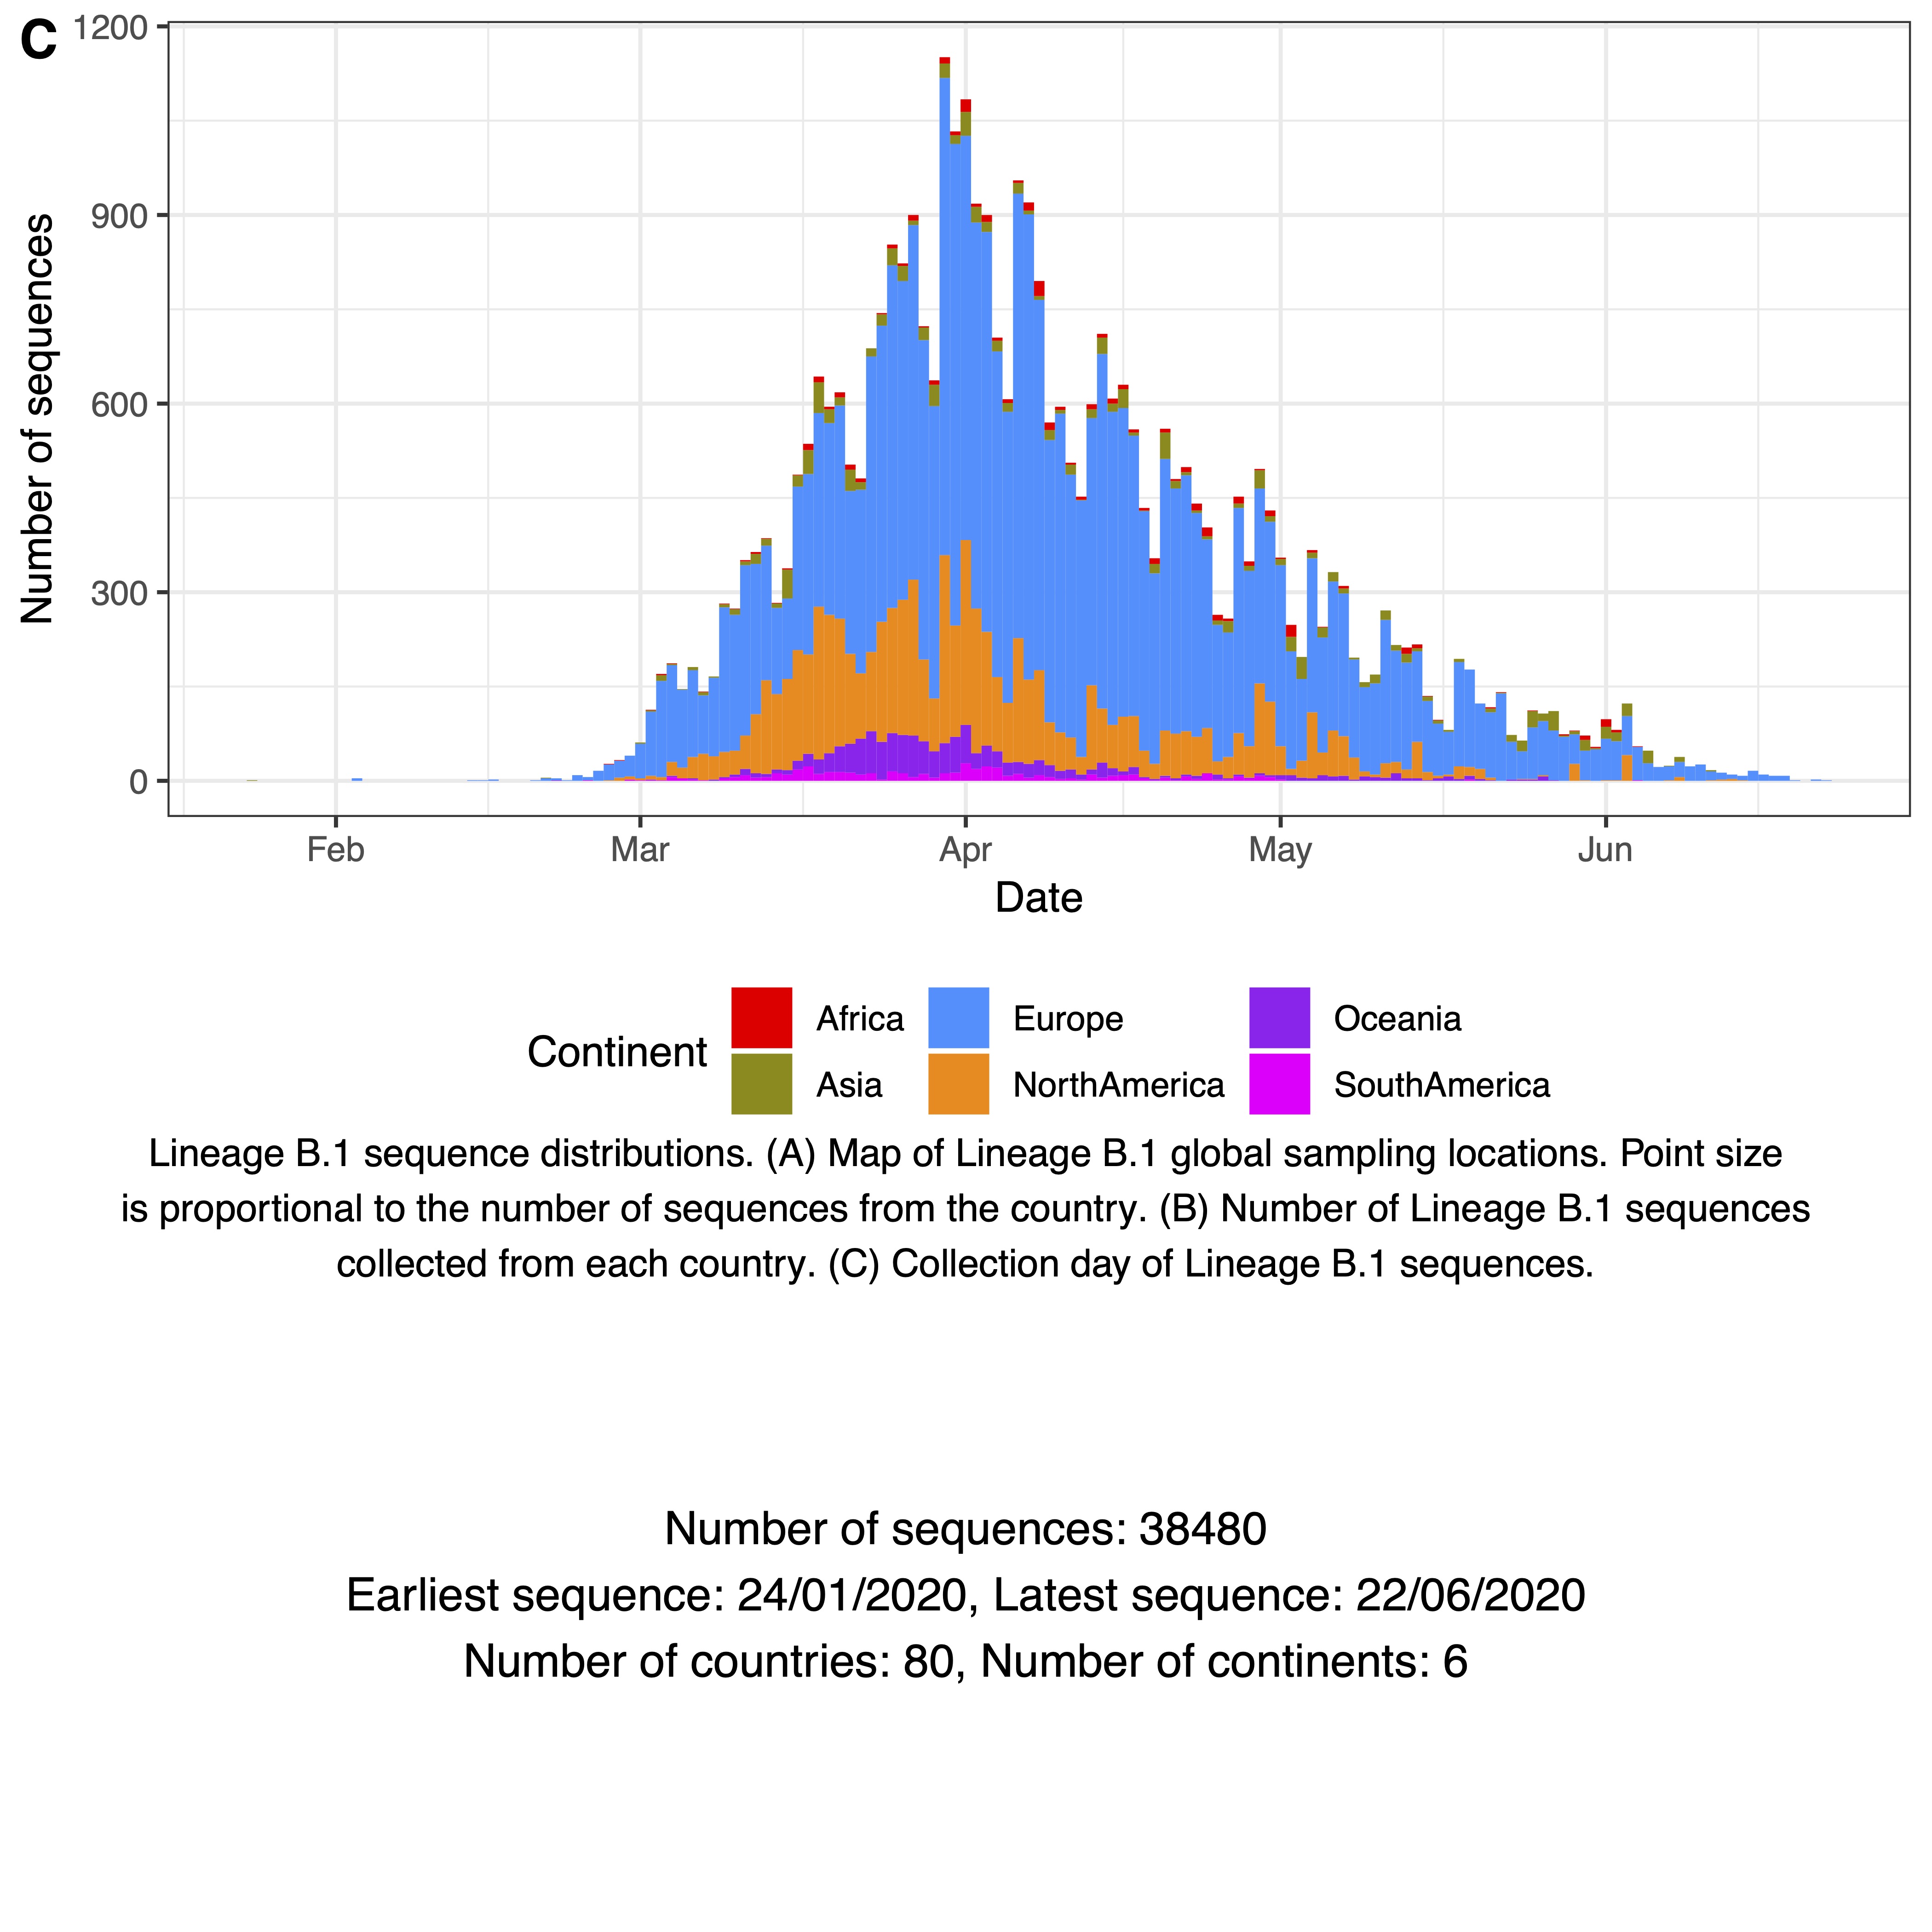 C
1200
900
600
300
0
Number of sequences
Feb Mar Apr May Jun
Date
Continent
Africa Europe Oceania
Asia NorthAmerica SouthAmerica
Lineage B.1 sequence distributions. (A) Map of Lineage B.1 global sampling locations. Point size
is proportional to the number of sequences from the country. (B) Number of Lineage B.1 sequences
collected from each country. (C) Collection day of Lineage B.1 sequences.
Number of sequences: 38480
Earliest sequence: 24/01/2020, Latest sequence: 22/06/2020
Number of countries: 80, Number of continents: 6